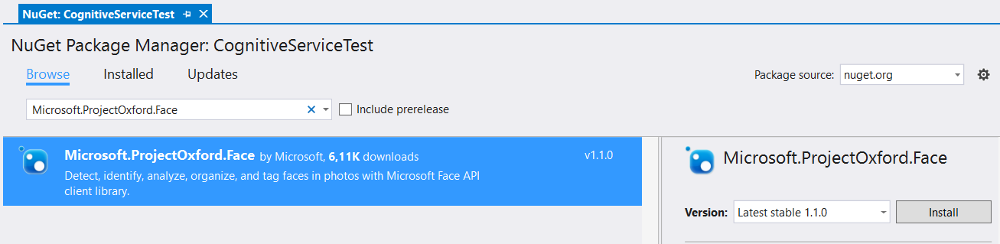 NuGet: CognitiveServiceTest
NuGet Package Manager: CognitiveServiceTest
Browse Installed Updates
Package source: nuget.org
Microsoft.ProjectOxford.Face
Include prerelease
Microsoft.ProjectOxford.Face by Microsoft, 6,11K downloads v1.1.0
Detect, identify, analyze, organize, and tag faces in photos with Microsoft Face API
client library.
Microsoft.ProjectOxford.Face
Version: Latest stable 1.1.0 Install